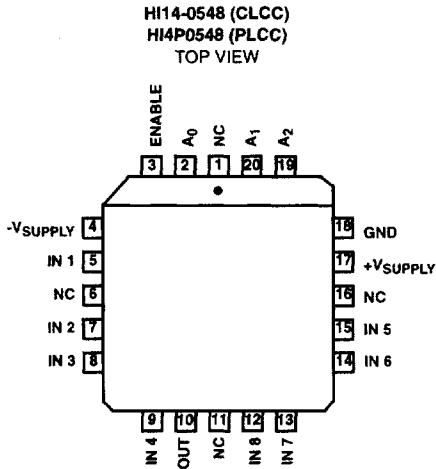 HI14-0548 (CLCC)
HI4P0548 (PLCC)
TOP VIEW
ENABLE A0 NC A1 A2
3 2 1 20 19
-VSUPPLY 4 18 GND
IN 1 5 17 +VSUPPLY
NC 6 16 NC
IN 2 7 15 IN 5
IN 3 8 14 IN 6
9 10 11 12 13
IN 4 OUT NC IN 8 IN 7